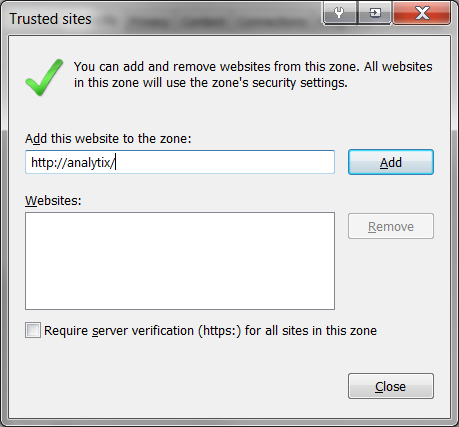 Trusted sites
You can add and remove websites from this zone. All websites
in this zone will use the zone's security settings.
Add this website to the zone:
http://analytix/
Add
Websites:
Remove
Require server verification (https:) for all sites in this zone
Close